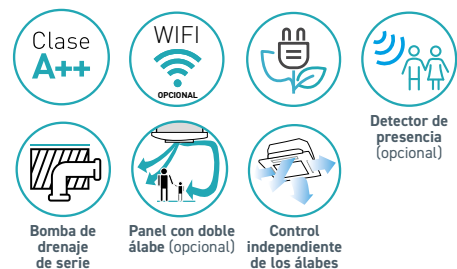 Clase
A++
WIFI
OPCIONAL
Detector de
presencia
(opcional)
Bomba de
drenaje
de serie
Panel con doble
álabe (opcional)
Control
independiente
de los álabes